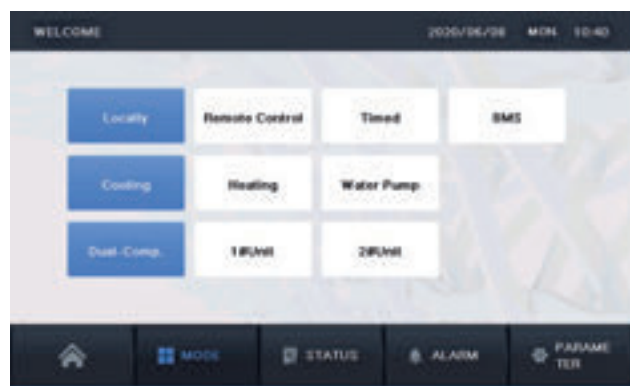 WELCOME 2020/06/08 MON. 10:40
Locally Remote Control Timed BMS
Cooling Heating Water Pump
Dual-Comp. 1#Unit 2#Unit
MODE STATUS ALARM PARAME
TER